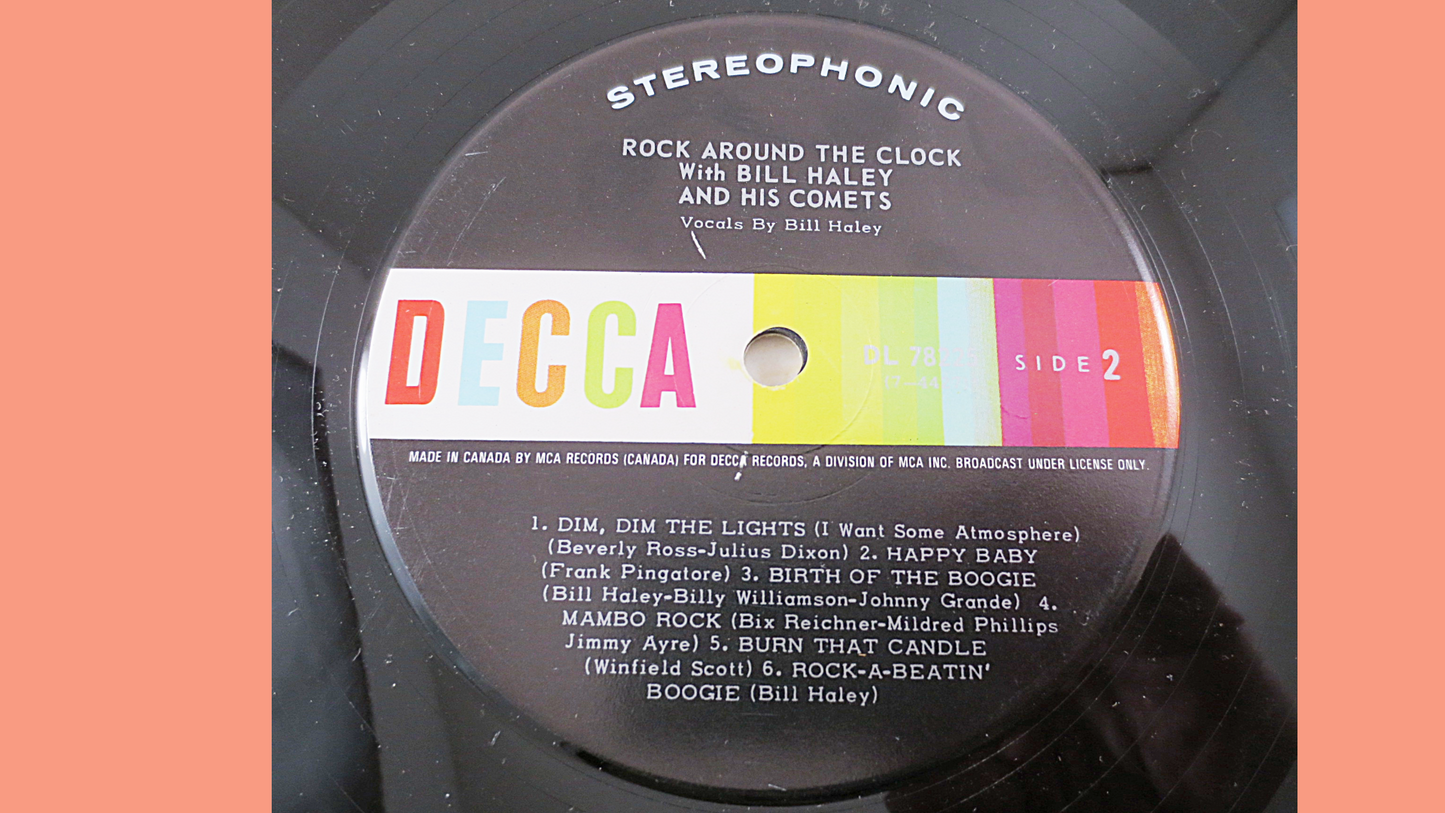 STEREOPHONIC
ROCK AROUND THE CLOCK
With BILL HALEY
AND HIS COMETS
Vocals By Bill Haley
DECCA
DL
SIDE 2
MADE IN CANADA BY MCA RECORDS (CANADA) FOR DECCA RECORDS, A DIVISION OF MCA INC. BROADCAST UNDER LICENSE ONLY.
1. DIM, DIM THE LIGHTS (I Want Some Atmosphere)
(Beverly Ross-Julius Dixon) 2. HAPPY BABY
(Frank Pingatore) 3. BIRTH OF THE BOOGIE
(Bill Haley-Billy Williamson-Johnny Grande) 4.
MAMBO ROCK (Bix Reichner-Mildred Phillips
Jimmy Ayre) 5. BURN THAT CANDLE
(Winfield Scott) 6. ROCK-A-BEATIN'
BOOGIE (Bill Haley)